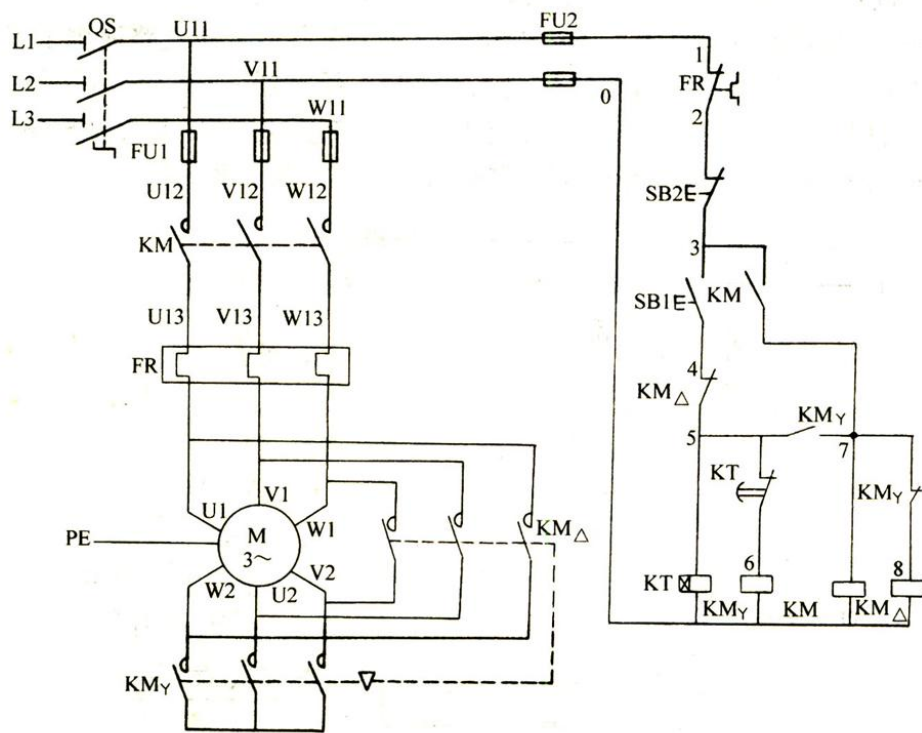 QS U11 FU2
L1
1
V11
L2
FR
0
W11
L3
2
FU1
U12 V12 W12
SB2
KM
3
SB1 KM
U13 V13 W13
FR
4
KM△
KMY
5 7
KT
KMY
U1 V1 W1
M
3~
PE
KM△
W2 U2 V2
6 8
KT KMY KM KM△
KMY